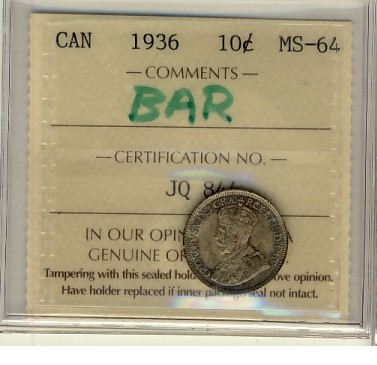 CAN 1936 10¢ MS-64
— COMMENTS —
BAR
— CERTIFICATION NO. —
JQ 844
IN OUR
GENUINE
Tampering with this sealed opinion.
Have holder replaced if inner seal not intact.